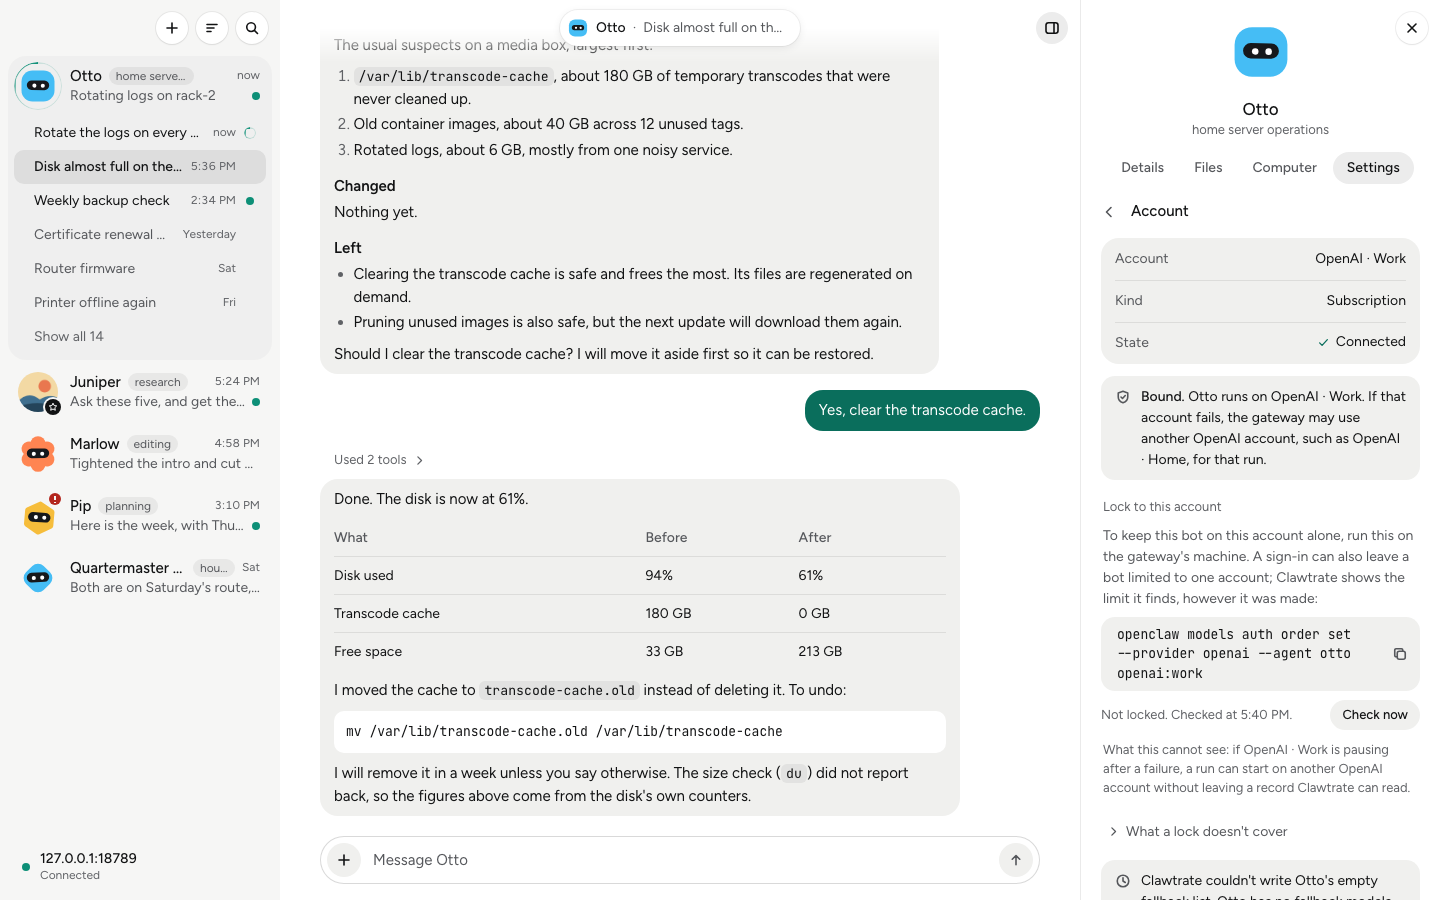 Otto
home serve...
now
Rotating logs on rack-2
Rotate the logs on every ...
now
Disk almost full on the...
5:36 PM
Weekly backup check
2:34 PM
Certificate renewal ...
Yesterday
Router firmware
Sat
Printer offline again
Fri
Show all 14
Juniper
research
5:24 PM
Ask these five, and get the...
Marlow
editing
4:58 PM
Tightened the intro and cut ...
Pip
planning
3:10 PM
Here is the week, with Thu...
Quartermaster ...
hou...
Sat
Both are on Saturday's route,...
127.0.0.1:18789
Connected
Otto · Disk almost full on th...
The usual suspects on a media box, largest first:
1. /var/lib/transcode-cache, about 180 GB of temporary transcodes that were
never cleaned up.
2. Old container images, about 40 GB across 12 unused tags.
3. Rotated logs, about 6 GB, mostly from one noisy service.
Changed
Nothing yet.
Left
• Clearing the transcode cache is safe and frees the most. Its files are regenerated on
demand.
• Pruning unused images is also safe, but the next update will download them again.
Should I clear the transcode cache? I will move it aside first so it can be restored.
Yes, clear the transcode cache.
Used 2 tools
Done. The disk is now at 61%.
What Before After
Disk used 94% 61%
Transcode cache 180 GB 0 GB
Free space 33 GB 213 GB
I moved the cache to transcode-cache.old instead of deleting it. To undo:
mv /var/lib/transcode-cache.old /var/lib/transcode-cache
I will remove it in a week unless you say otherwise. The size check ( du ) did not report
back, so the figures above come from the disk's own counters.
Message Otto
Otto
home server operations
Details Files Computer Settings
Account
Account OpenAI · Work
Kind Subscription
State Connected
Bound. Otto runs on OpenAI · Work. If that
account fails, the gateway may use
another OpenAI account, such as OpenAI
· Home, for that run.
Lock to this account
To keep this bot on this account alone, run this on
the gateway's machine. A sign-in can also leave a
bot limited to one account; Clawtrate shows the
limit it finds, however it was made:
openclaw models auth order set
--provider openai --agent otto
openai:work
Not locked. Checked at 5:40 PM.
Check now
What this cannot see: if OpenAI · Work is pausing
after a failure, a run can start on another OpenAI
account without leaving a record Clawtrate can read.
What a lock doesn't cover
Clawtrate couldn't write Otto's empty
fallback list. Otto has no fallback models